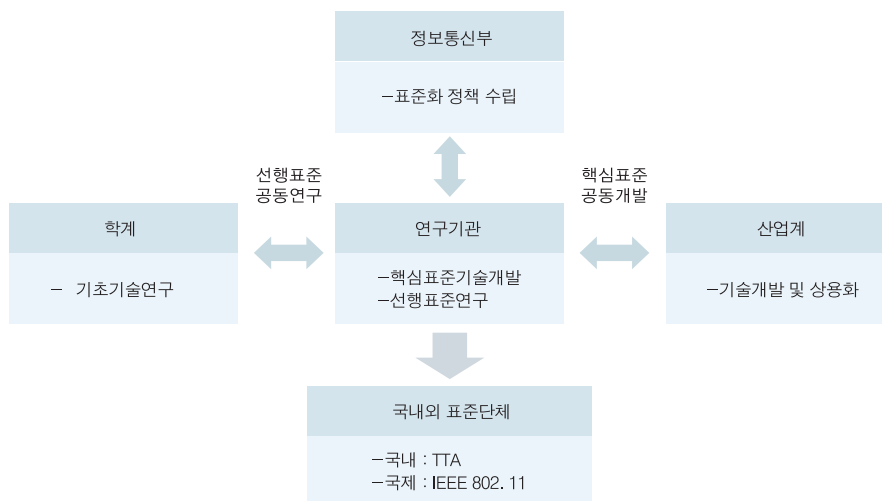 정보통신부
–표준화 정책 수립
선행표준
공동연구
핵심표준
공동개발
학계
– 기초기술연구
연구기관
–핵심표준기술개발
–선행표준연구
산업계
–기술개발 및 상용화
국내외 표준단체
–국내 : TTA
–국제 : IEEE 802. 11